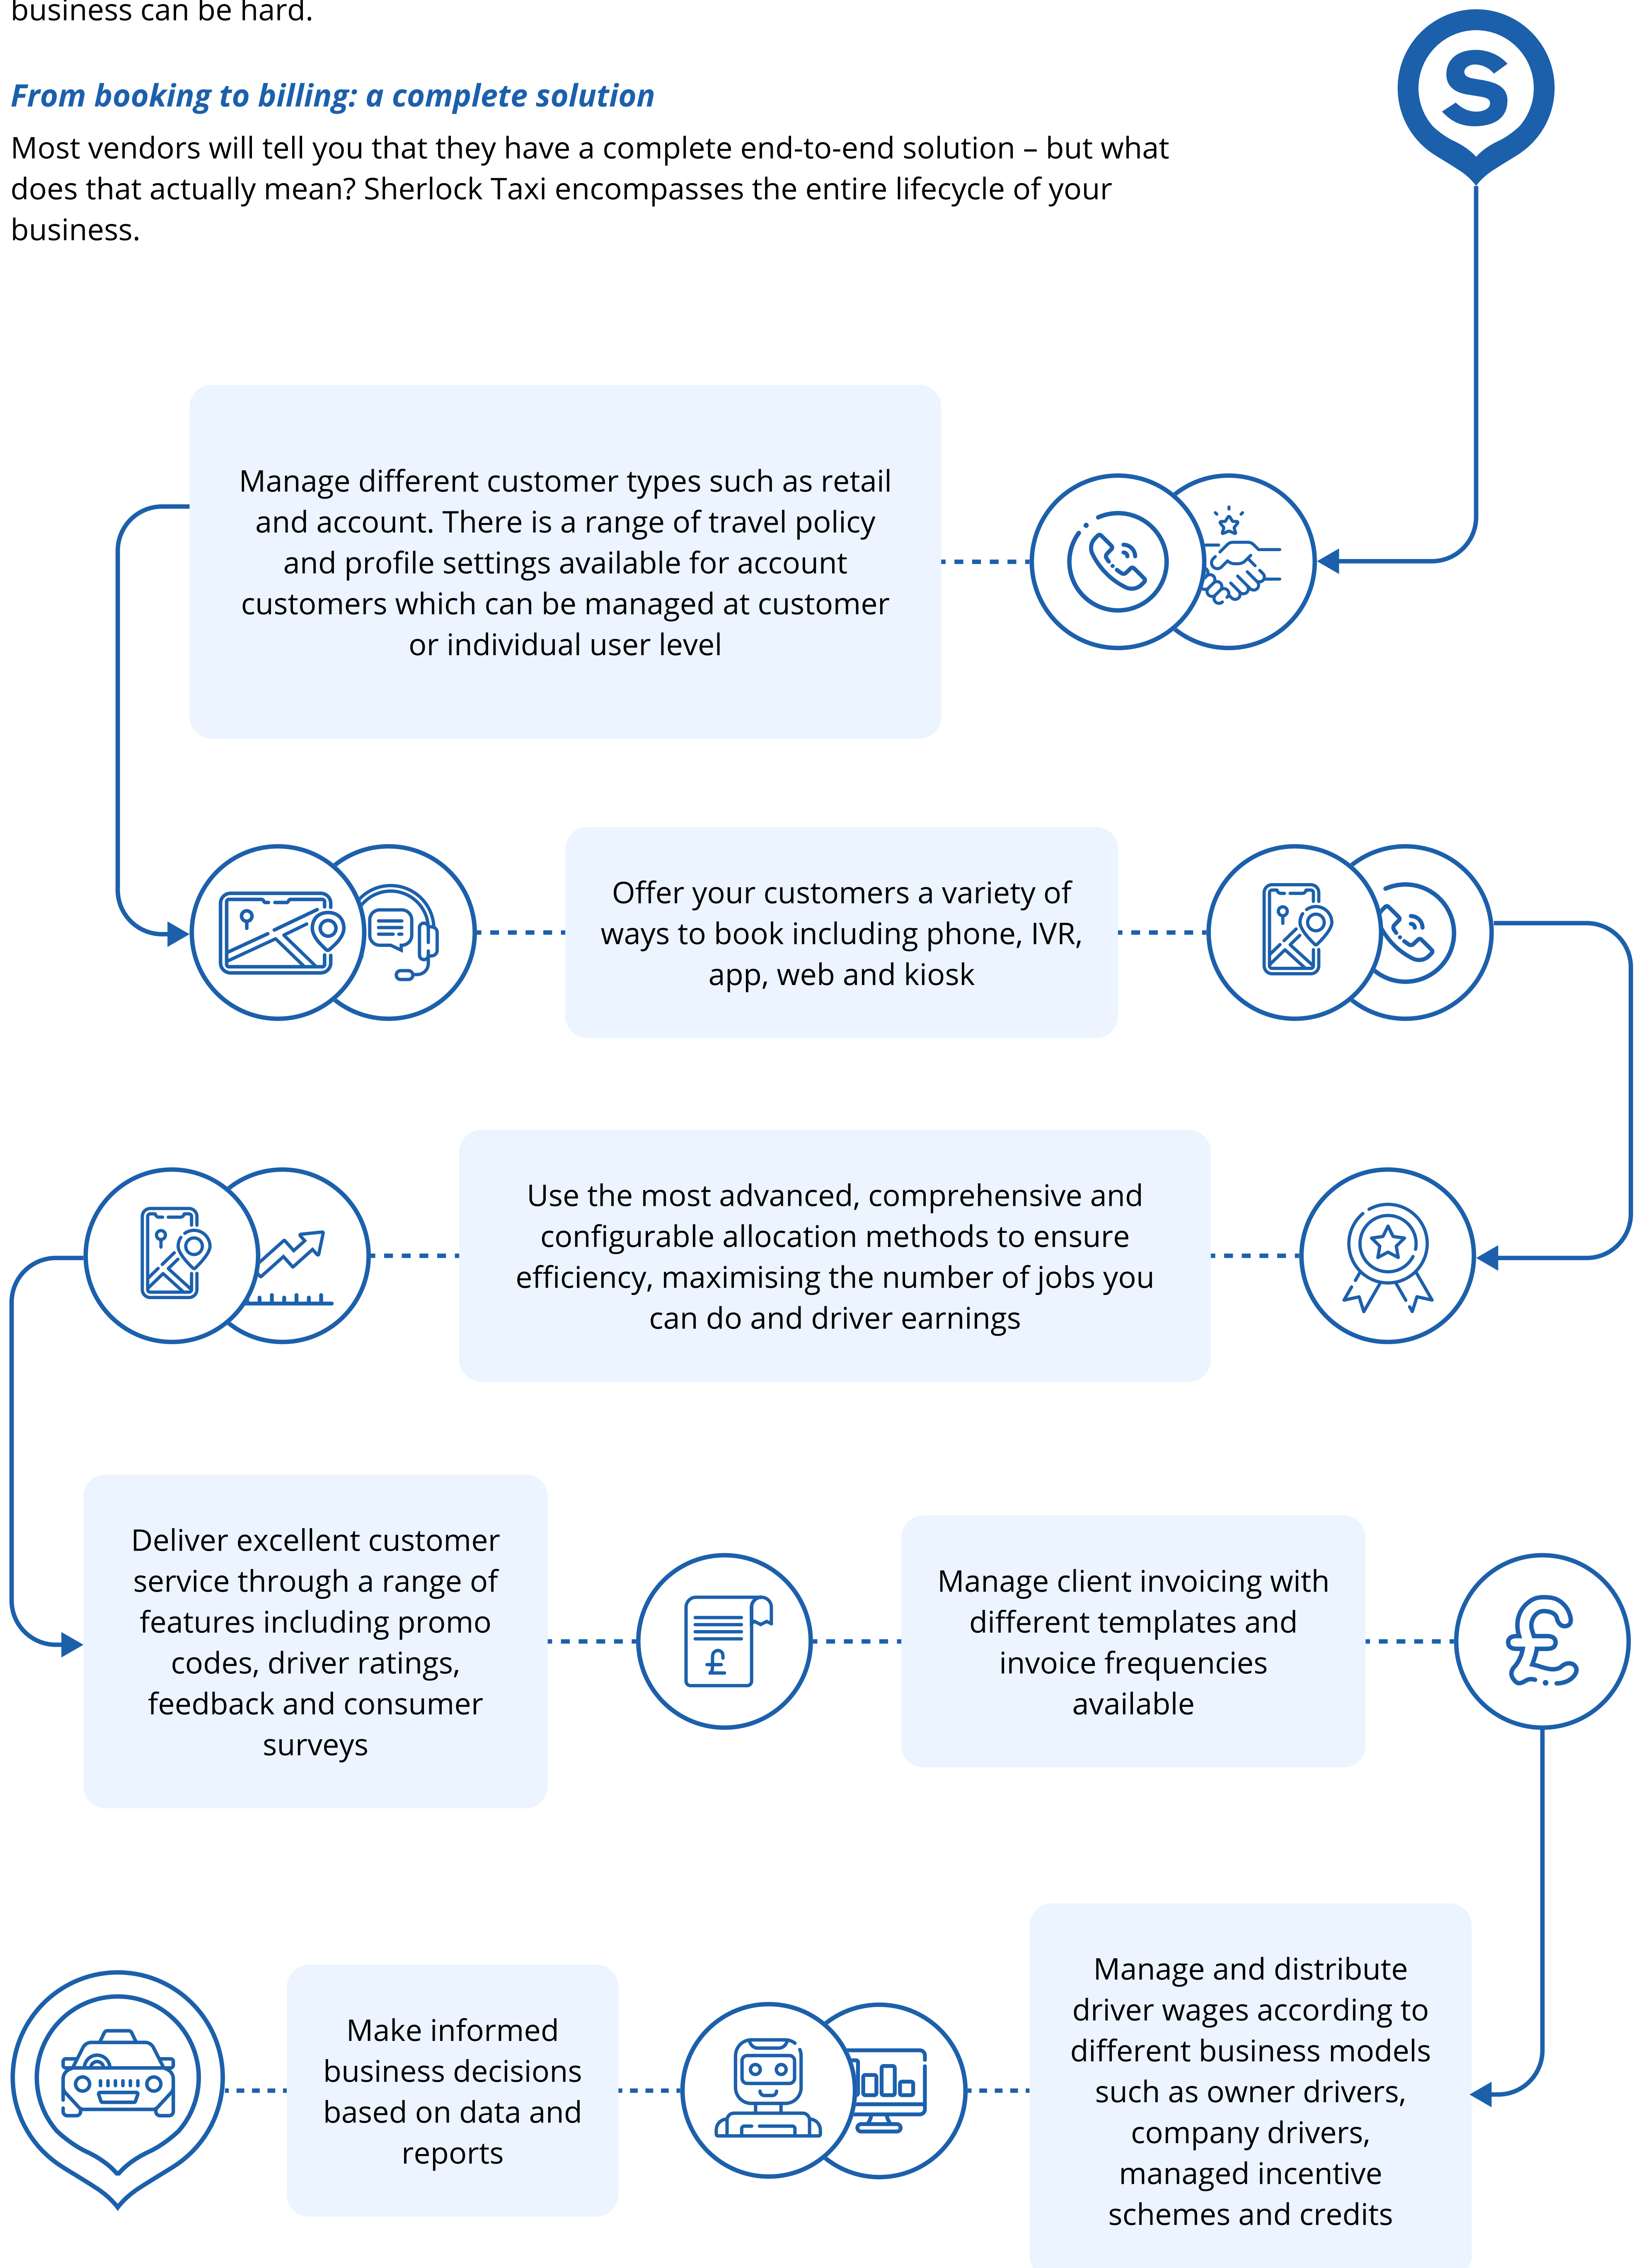 business can be hard.
From booking to billing: a complete solution
Most vendors will tell you that they have a complete end-to-end solution – but what
does that actually mean? Sherlock Taxi encompasses the entire lifecycle of your
business.
S
Manage different customer types such as retail
and account. There is a range of travel policy
and profile settings available for account
customers which can be managed at customer
or individual user level
Offer your customers a variety of
ways to book including phone, IVR,
app, web and kiosk
Use the most advanced, comprehensive and
configurable allocation methods to ensure
efficiency, maximising the number of jobs you
can do and driver earnings
Deliver excellent customer
service through a range of
features including promo
codes, driver ratings,
feedback and consumer
surveys
£
Manage client invoicing with
different templates and
invoice frequencies
available
£
Manage and distribute
driver wages according to
different business models
such as owner drivers,
company drivers,
managed incentive
schemes and credits
Make informed
business decisions
based on data and
reports